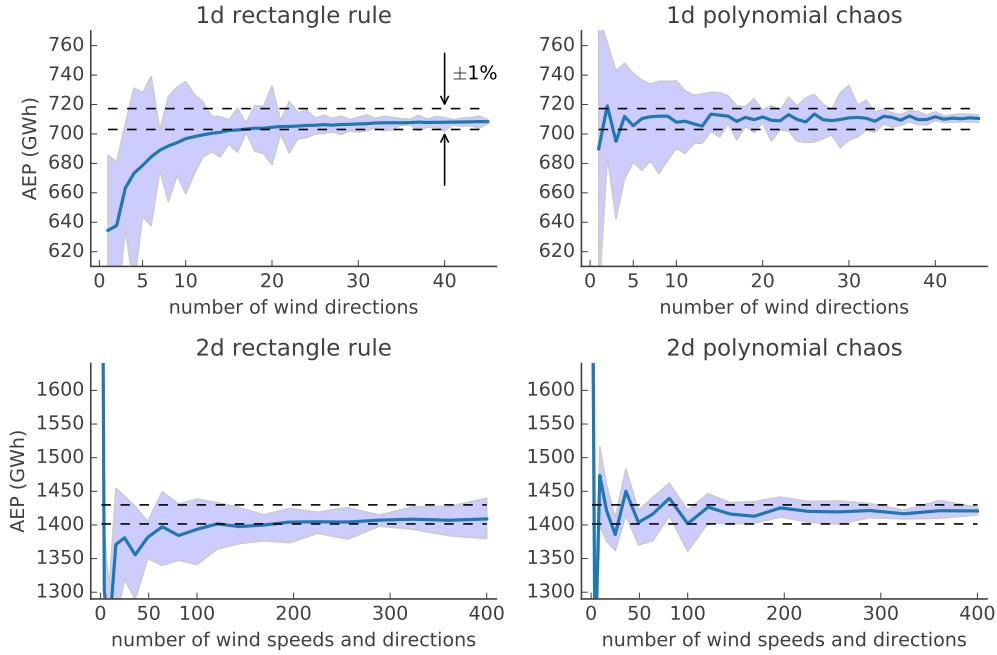 1d rectangle rule
AEP (GWh)
760
740
720
700
680
660
640
620
±1%
0 5 10 20 30 40
number of wind directions
1d polynomial chaos
760
740
720
700
680
660
640
620
0 5 10 20 30 40
number of wind directions
2d rectangle rule
AEP (GWh)
1600
1550
1500
1450
1400
1350
1300
0 50 100 200 300 400
number of wind speeds and directions
2d polynomial chaos
1600
1550
1500
1450
1400
1350
1300
0 50 100 200 300 400
number of wind speeds and directions